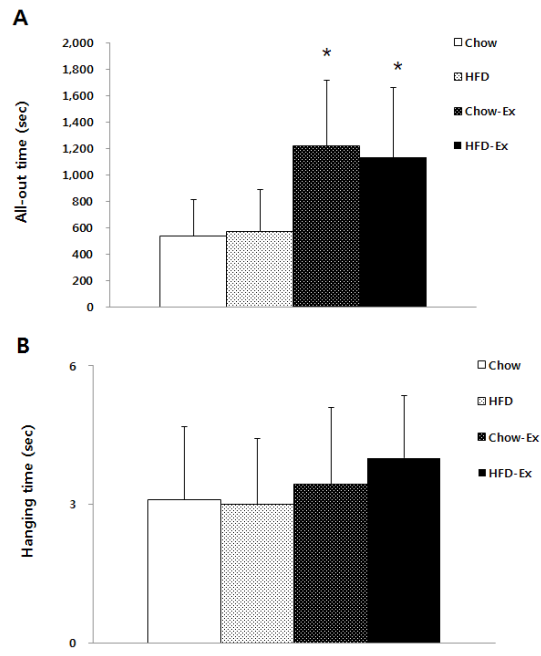 A
All-out time (sec)
2,000
1,800
1,600
1,400
1,200
1,000
800
600
400
200
0
*
*
Chow
HFD
Chow-Ex
HFD-Ex
B
Hanging time (sec)
6
3
0
Chow
HFD
Chow-Ex
HFD-Ex